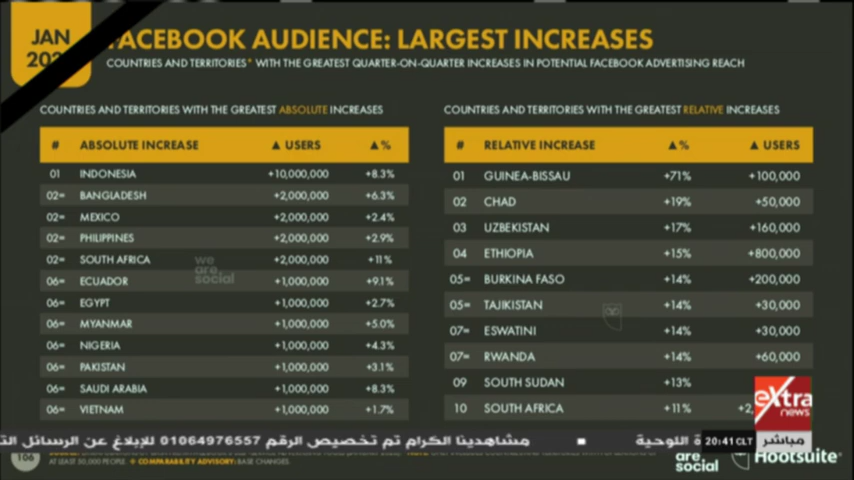 JAN
FACEBOOK AUDIENCE: LARGEST INCREASES
COUNTRIES AND TERRITORIES* WITH THE GREATEST QUARTER-ON-QUARTER INCREASES IN POTENTIAL FACEBOOK ADVERTISING REACH
COUNTRIES AND TERRITORIES WITH THE GREATEST ABSOLUTE INCREASES
# ABSOLUTE INCREASE ▲ USERS ▲%
01 INDONESIA +10,000,000 +8.3%
02= BANGLADESH +2,000,000 +6.3%
02= MEXICO +2,000,000 +2.4%
02= PHILIPPINES +2,000,000 +2.9%
02= SOUTH AFRICA +2,000,000 +11%
06= ECUADOR +1,000,000 +9.1%
06= EGYPT +1,000,000 +2.7%
06= MYANMAR +1,000,000 +5.0%
06= NIGERIA +1,000,000 +4.3%
06= PAKISTAN +1,000,000 +3.1%
06= SAUDI ARABIA +1,000,000 +8.3%
06= VIETNAM +1,000,000 +1.7%
we
are
social
COUNTRIES AND TERRITORIES WITH THE GREATEST RELATIVE INCREASES
# RELATIVE INCREASE ▲% ▲ USERS
01 GUINEA-BISSAU +71% +100,000
02 CHAD +19% +50,000
03 UZBEKISTAN +17% +160,000
04 ETHIOPIA +15% +800,000
05= BURKINA FASO +14% +200,000
05= TAJIKISTAN +14% +30,000
07= ESWATINI +14% +30,000
07= RWANDA +14% +60,000
09 SOUTH SUDAN +13%
10 SOUTH AFRICA +11% +2,
eXtra
news
مباشر
20:41 CLT
اللوحية ■ مشاهدينا الكرام تم تخصيص الرقم 01064976557 للإبلاغ عن الرسائل
106
AT LEAST 50,000 PEOPLE. COMPARABILITY ADVISORY: BASE CHANGES.
are
social
Hootsuite